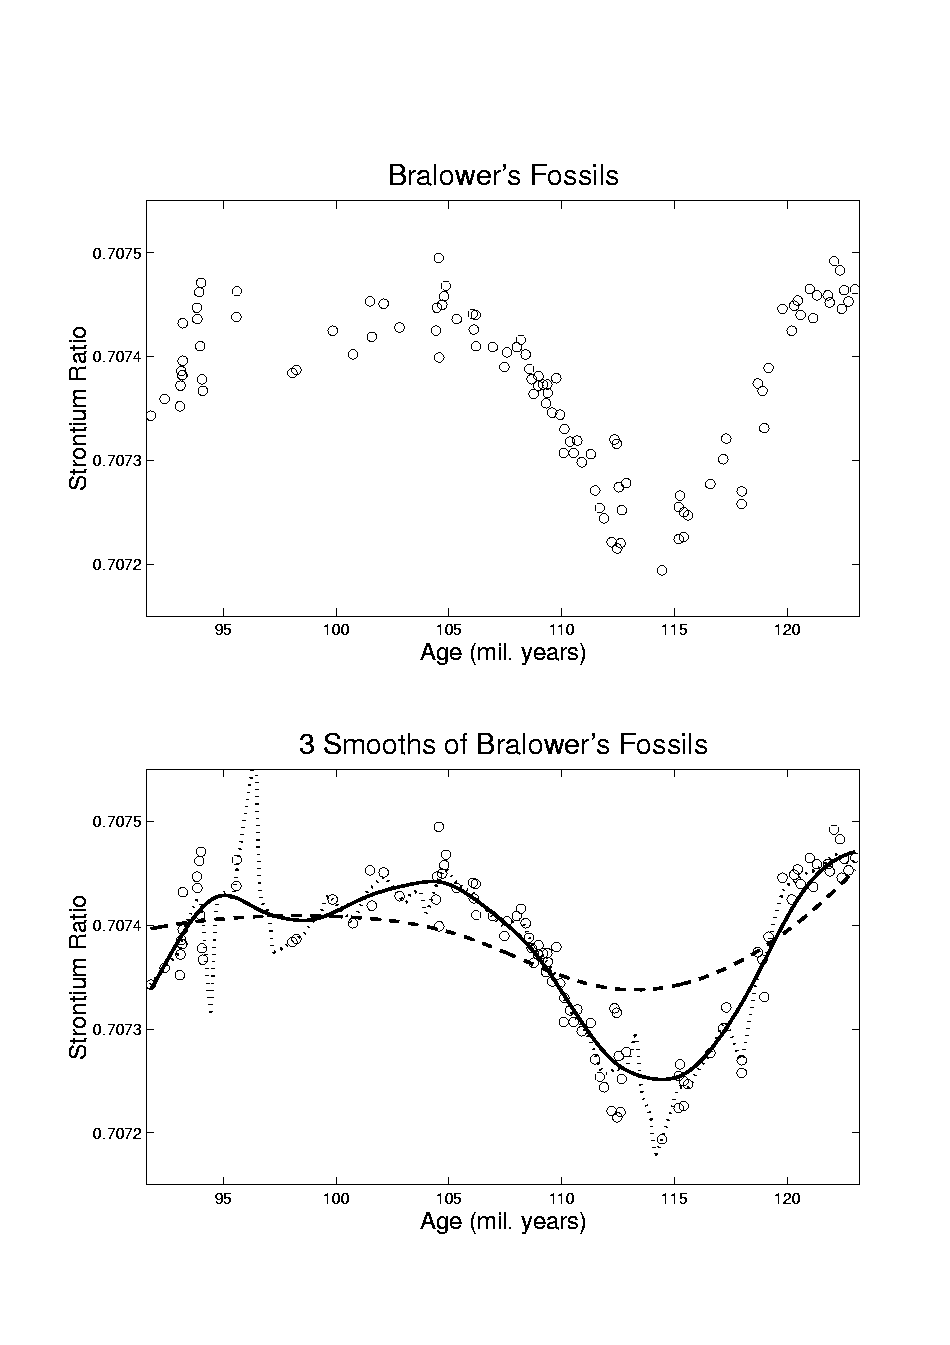 Bralower's Fossils
0.7075
0.7074
0.7073
0.7072
Strontium Ratio
95 100 105 110 115 120
Age (mil. years)
3 Smooths of Bralower's Fossils
0.7075
0.7074
0.7073
0.7072
Strontium Ratio
95 100 105 110 115 120
Age (mil. years)